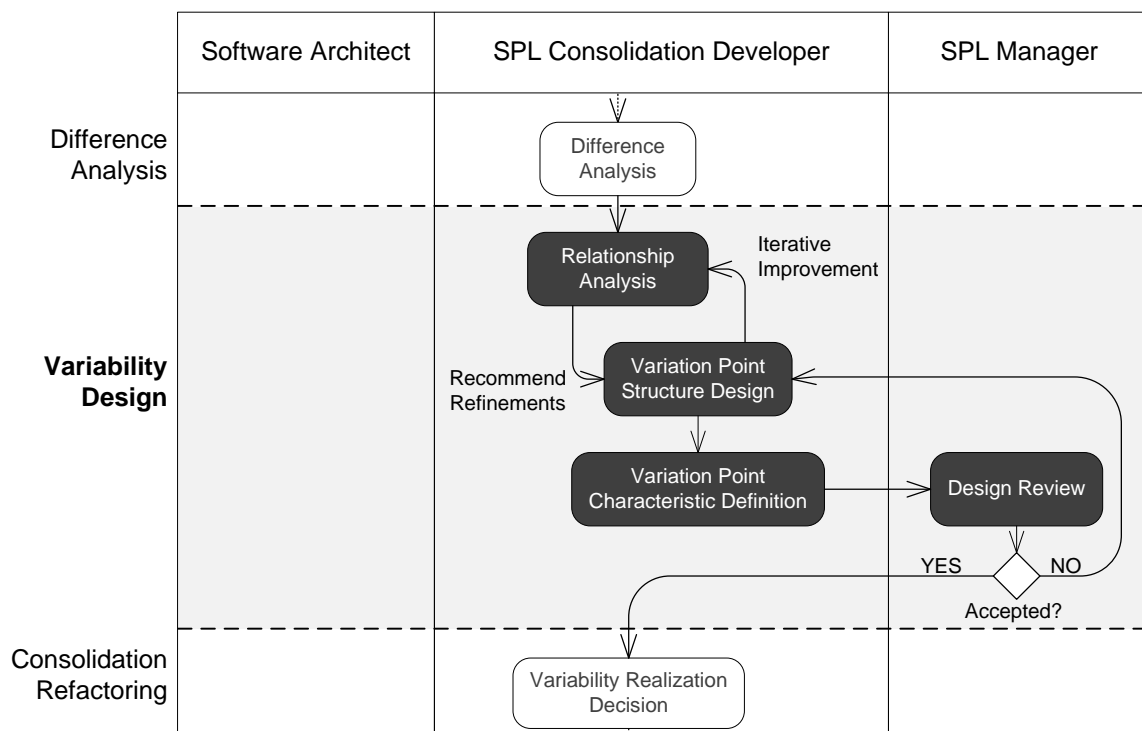 Software Architect
SPL Consolidation Developer
SPL Manager
Difference
Analysis
Difference
Analysis
Relationship
Analysis
Iterative
Improvement
Variability
Design
Recommend
Refinements
Variation Point
Structure Design
Variation Point
Characteristic Definition
Design Review
YES
NO
Accepted?
Consolidation
Refactoring
Variability Realization
Decision